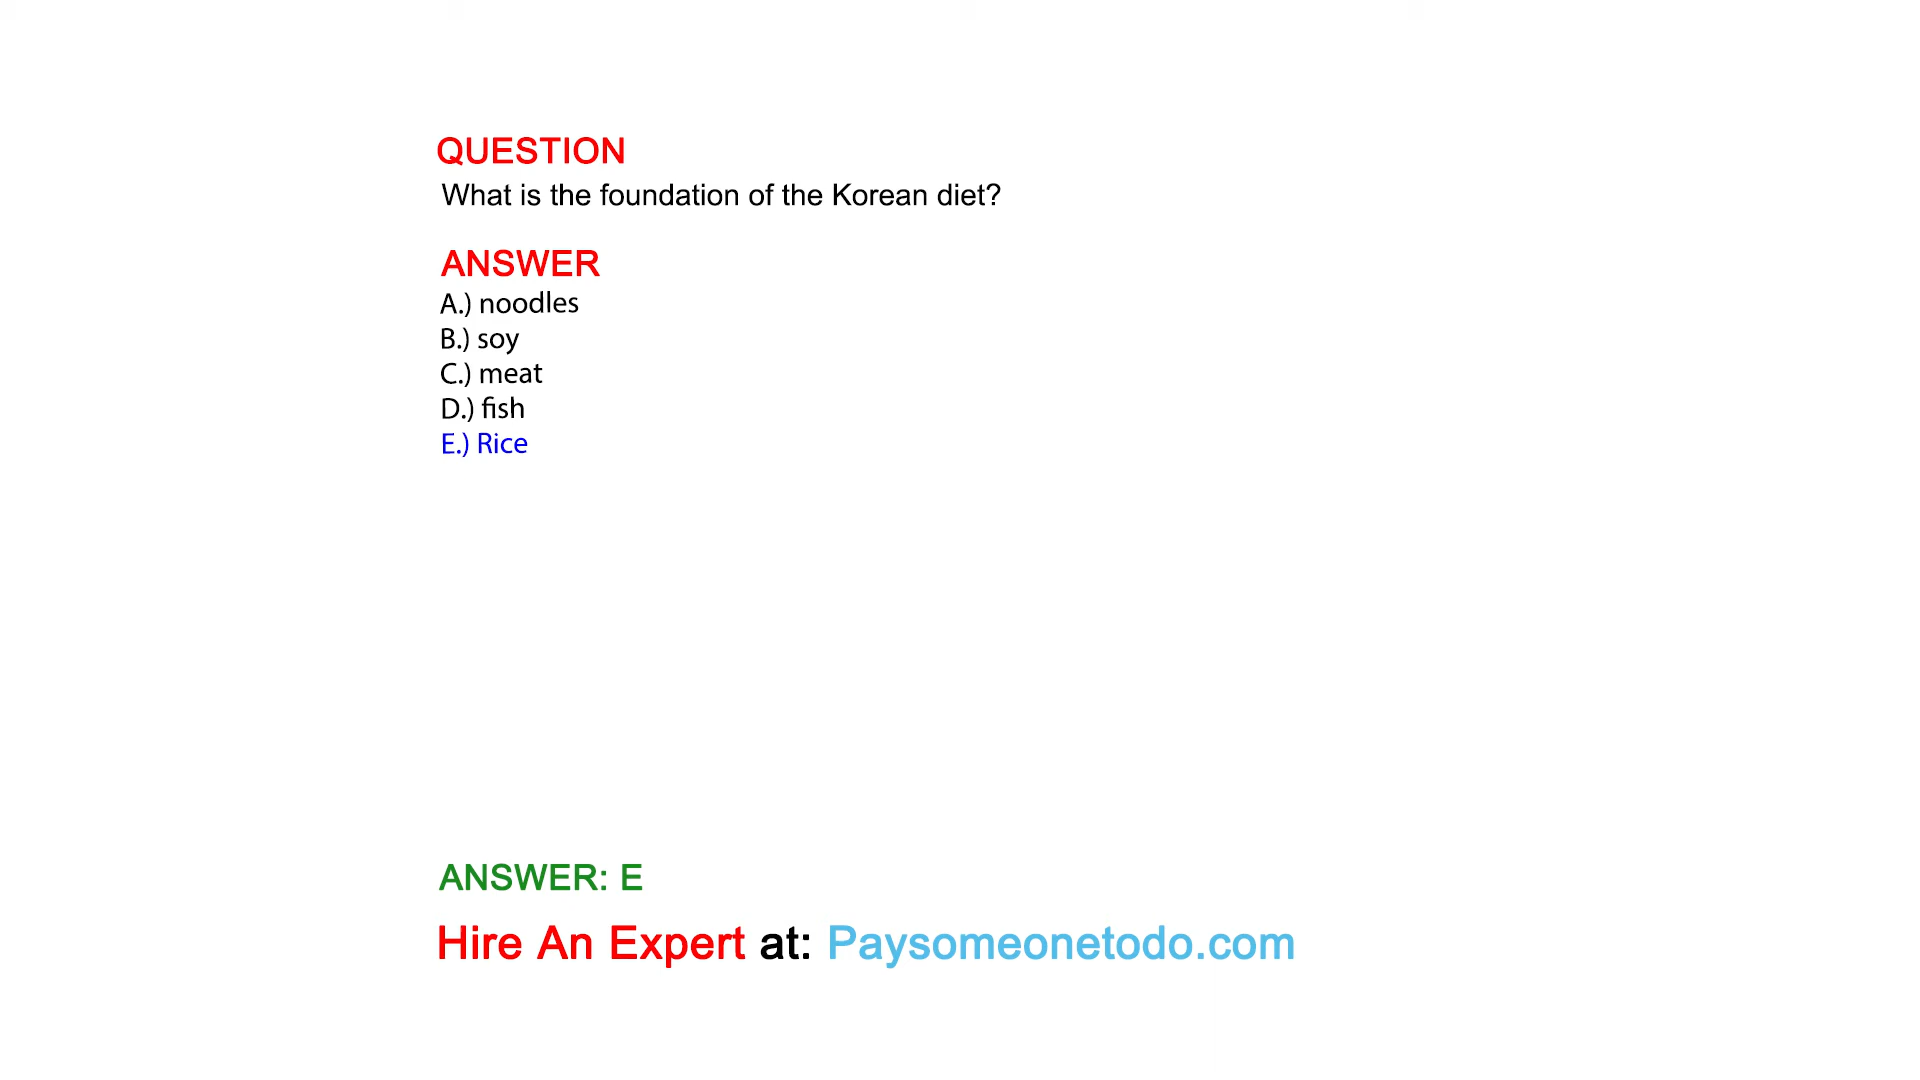 QUESTION
What is the foundation of the Korean diet?
ANSWER
A.) noodles
B.) soy
C.) meat
D.) fish
E.) Rice
ANSWER: E
Hire An Expert at: Paysomeonetodo.com